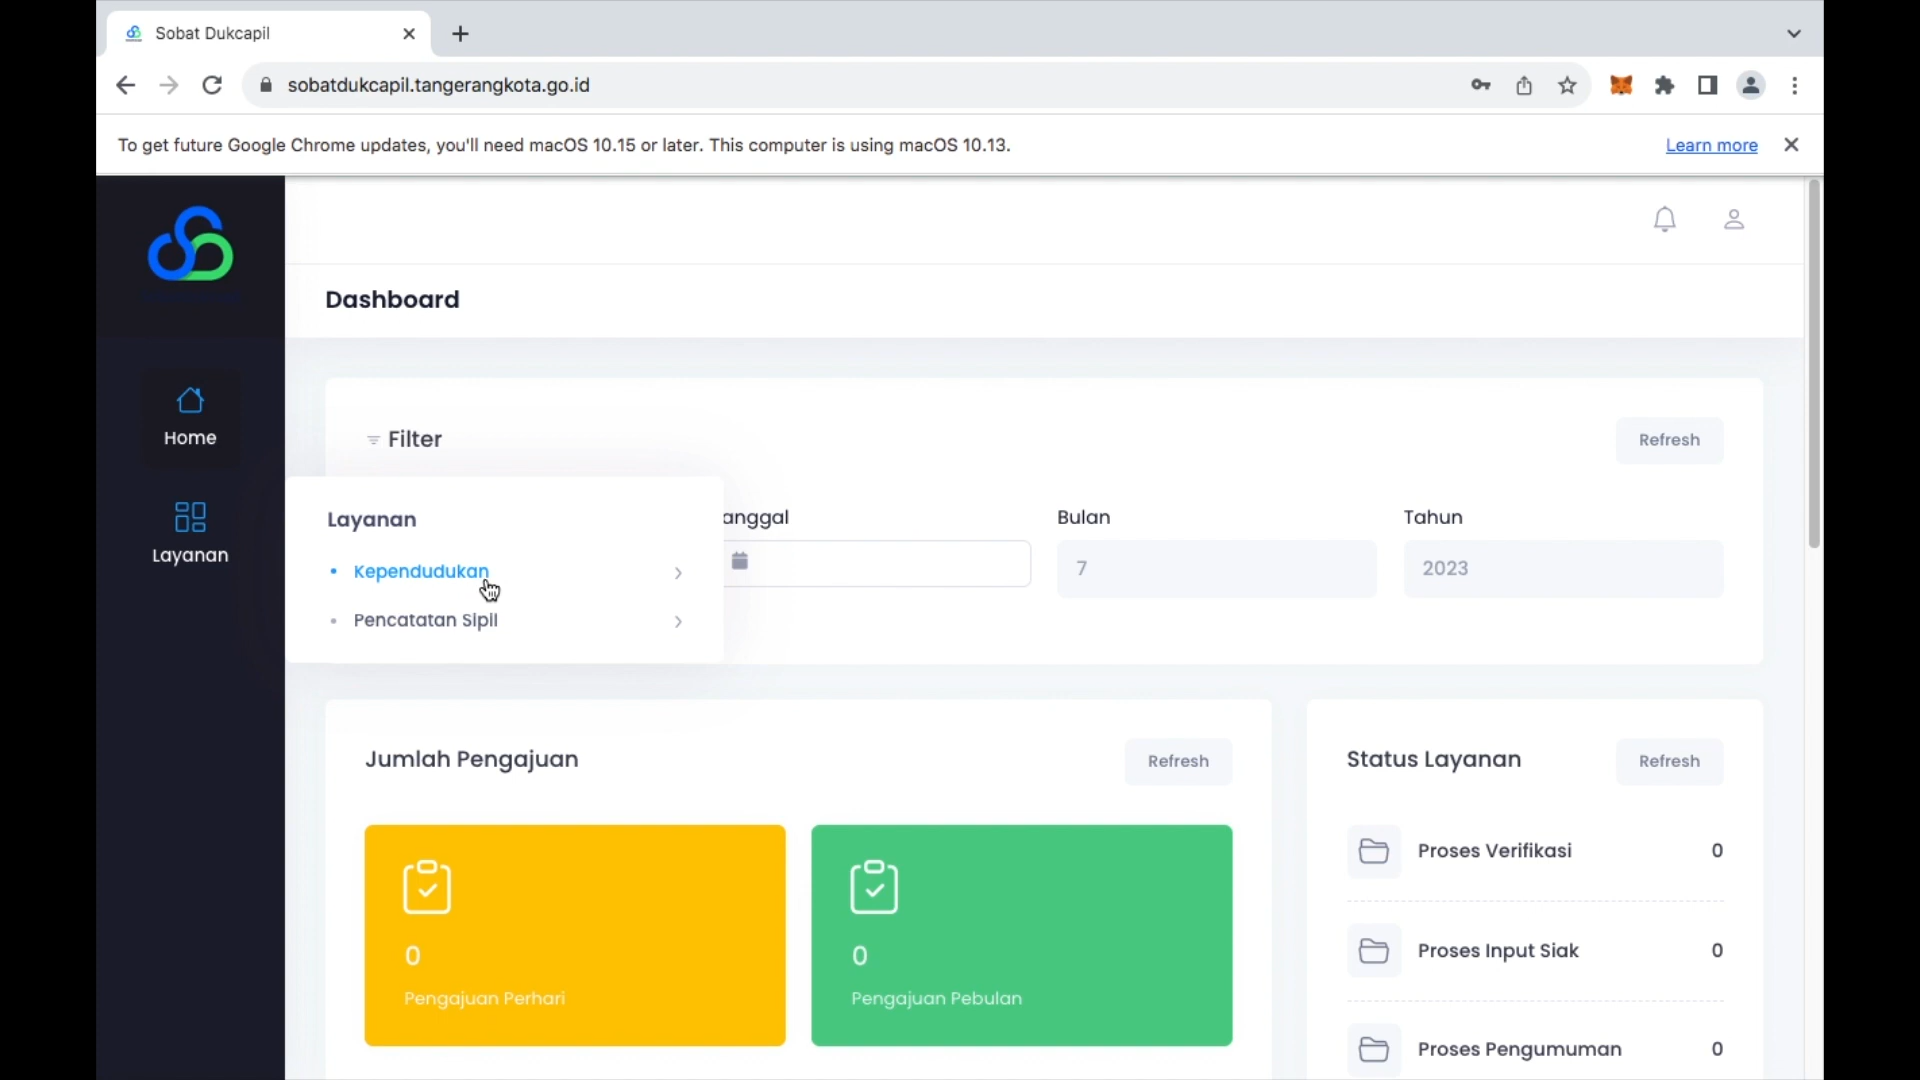 Sobat Dukcapil
sobatdukcapil.tangerangkota.go.id
To get future Google Chrome updates, you'll need macOS 10.15 or later. This computer is using macOS 10.13.
Learn more
Dashboard
Home
Layanan
Filter
Refresh
Layanan
Kependudukan
Pencatatan Sipil
anggal
Bulan
Tahun
7
2023
Jumlah Pengajuan
Refresh
0
Pengajuan Perhari
0
Pengajuan Pebulan
Status Layanan
Refresh
Proses Verifikasi
0
Proses Input Siak
0
Proses Pengumuman
0